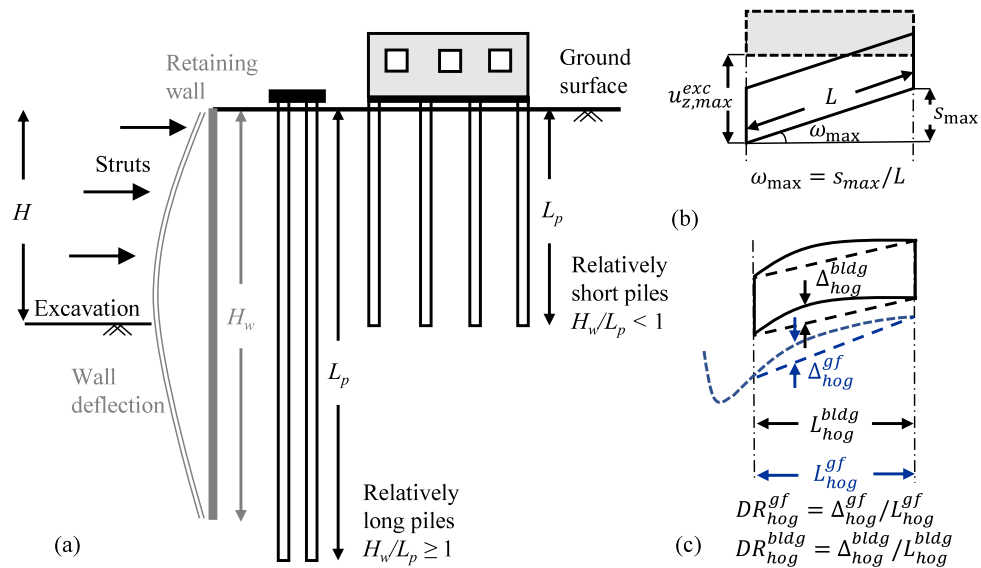 Retaining
wall
Ground
surface
Struts
H
Excavation
H_w
L_p
L_p
Relatively
short piles
H_w/L_p < 1
Wall
deflection
Relatively
long piles
H_w/L_p ≥ 1
(a)
u_{z,max}^{exc}
L
s_max
ω_max
ω_max = s_{max}/L
(b)
Δ_{hog}^{bldg}
Δ_{hog}^{gf}
L_{hog}^{bldg}
L_{hog}^{gf}
DR_{hog}^{gf} = Δ_{hog}^{gf}/L_{hog}^{gf}
(c) DR_{hog}^{bldg} = Δ_{hog}^{bldg}/L_{hog}^{bldg}